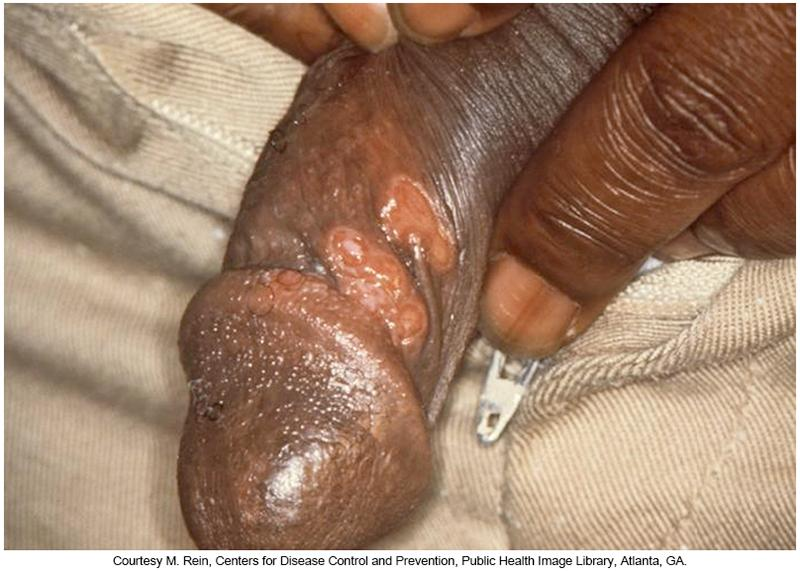 Courtesy M. Rein, Centers for Disease Control and Prevention, Public Health Image Library, Atlanta, GA.